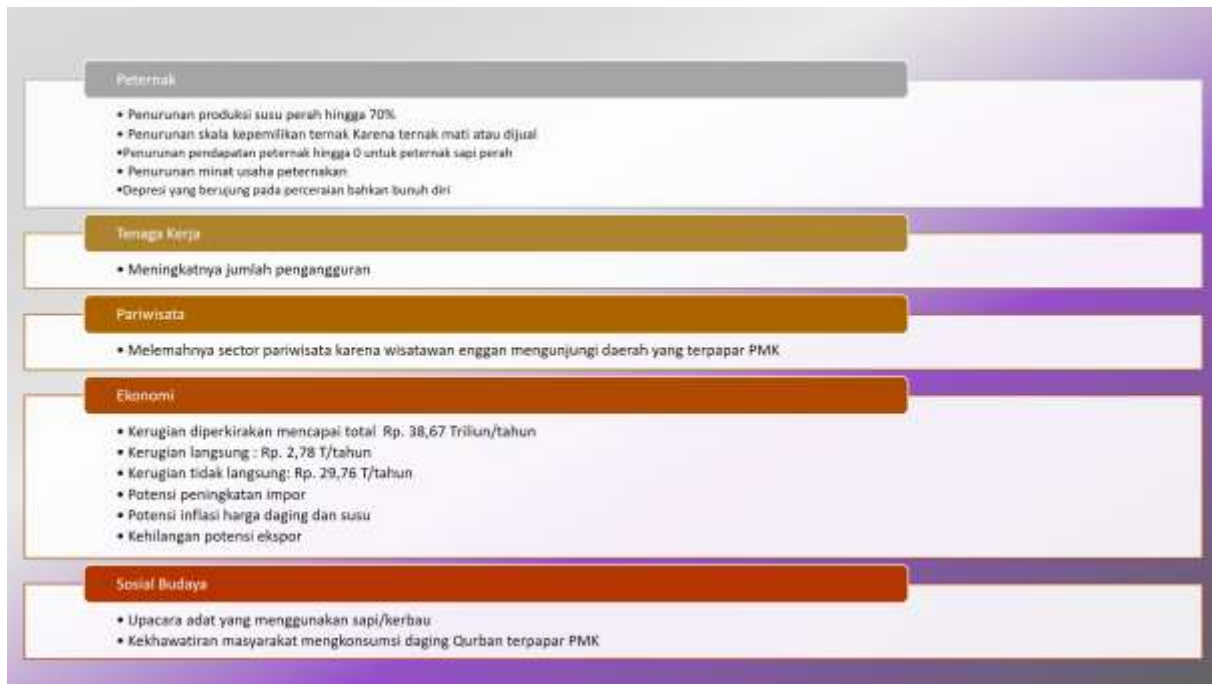 Peternak
• Penurunan produksi susu perah hingga 70%
• Penurunan skala kepemilikan ternak Karena ternak mati atau dijual
•Penurunan pendapatan peternak hingga 0 untuk peternak sapi perah
• Penurunan minat usaha peternakan
•Depresi yang berujung pada perceraian bahkan bunuh diri
Tenaga Kerja
• Meningkatnya jumlah pengangguran
Pariwisata
• Melemahnya sector pariwisata karena wisatawan enggan mengunjungi daerah yang terpapar PMK
Ekonomi
• Kerugian diperkirakan mencapai total Rp. 38,67 Triliun/tahun
• Kerugian langsung : Rp. 2,78 T/tahun
• Kerugian tidak langsung: Rp. 29,76 T/tahun
• Potensi peningkatan impor
• Potensi inflasi harga daging dan susu
• Kehilangan potensi ekspor
Sosial Budaya
• Upacara adat yang menggunakan sapi/kerbau
• Kekhawatiran masyarakat mengkonsumsi daging Qurban terpapar PMK